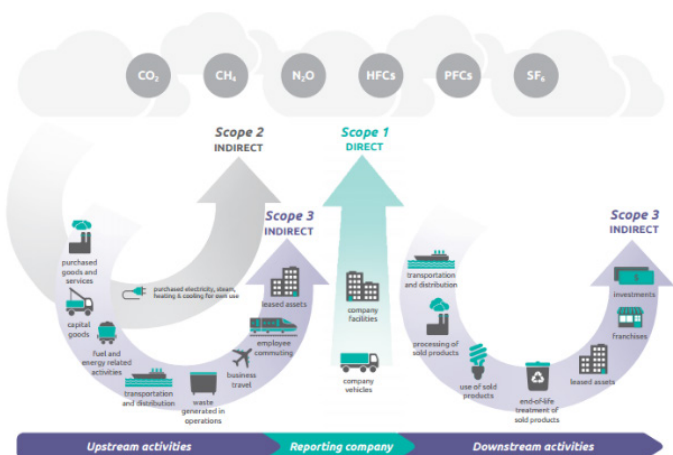 CO₂
CH₄
N₂O
HFCs
PFCs
SF₆
Scope 2
INDIRECT
Scope 1
DIRECT
Scope 3
INDIRECT
Scope 3
INDIRECT
purchased
goods and
services
capital
goods
fuel and
energy related
activities
transportation
and distribution
waste
generated in
operations
business
travel
employee
commuting
leased assets
purchased electricity, steam,
heating & cooling for own use
company
facilities
company
vehicles
transportation
and distribution
processing of
sold products
use of sold
products
end-of-life
treatment of
sold products
leased assets
franchises
investments
Upstream activities
Reporting company
Downstream activities